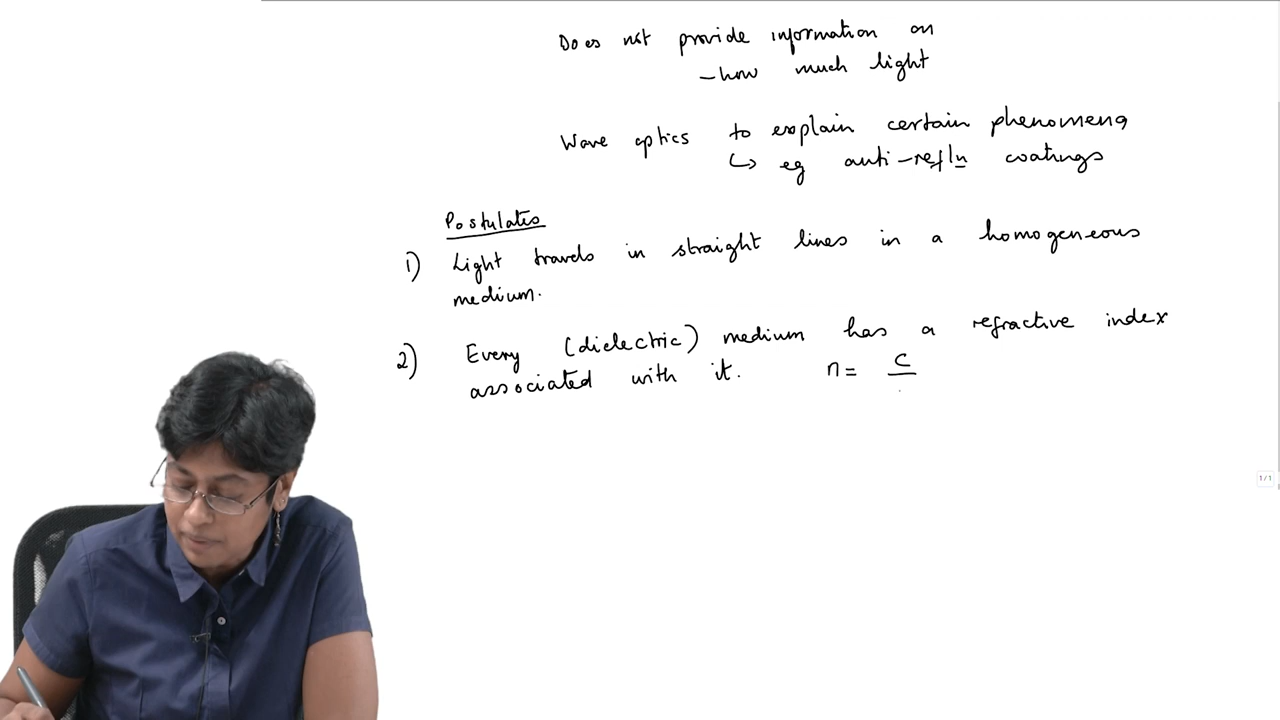 Does not provide information on
- how much light
Wave optics to explain certain phenomena
↳ eg anti-refln coatings
Postulates
1) Light travels in straight lines in a homogeneous
medium.
2) Every (dielectric) medium has a refractive index
associated with it. n = c
1/1